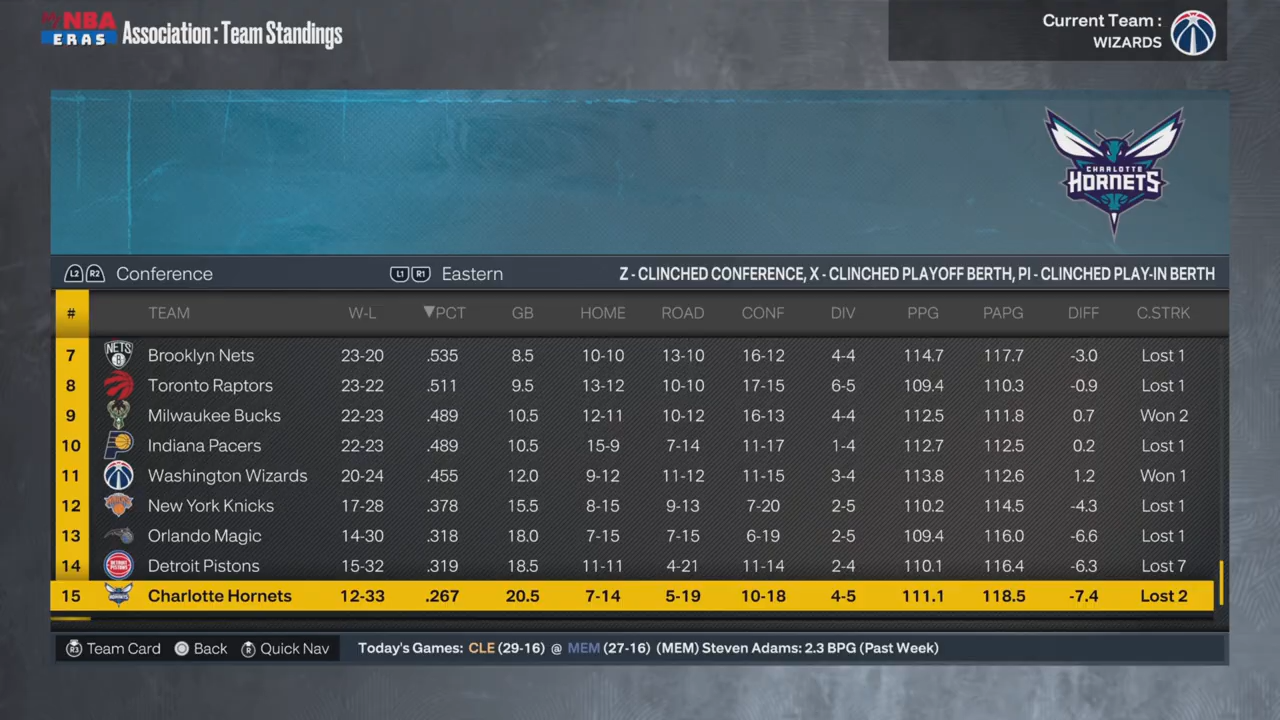 My NBA ERAS Association : Team Standings
Current Team :
WIZARDS
CHARLOTTE
HORNETS
L2 R2 Conference L1 R1 Eastern Z - CLINCHED CONFERENCE, X - CLINCHED PLAYOFF BERTH, PI - CLINCHED PLAY-IN BERTH
# TEAM W-L ▼PCT GB HOME ROAD CONF DIV PPG PAPG DIFF C.STRK
7 NETS B Brooklyn Nets 23-20 .535 8.5 10-10 13-10 16-12 4-4 114.7 117.7 -3.0 Lost 1
8 Toronto Raptors 23-22 .511 9.5 13-12 10-10 17-15 6-5 109.4 110.3 -0.9 Lost 1
9 Milwaukee Bucks 22-23 .489 10.5 12-11 10-12 16-13 4-4 112.5 111.8 0.7 Won 2
10 Indiana Pacers 22-23 .489 10.5 15-9 7-14 11-17 1-4 112.7 112.5 0.2 Lost 1
11 Washington Wizards 20-24 .455 12.0 9-12 11-12 11-15 3-4 113.8 112.6 1.2 Won 1
12 New York Knicks 17-28 .378 15.5 8-15 9-13 7-20 2-5 110.2 114.5 -4.3 Lost 1
13 Orlando Magic 14-30 .318 18.0 7-15 7-15 6-19 2-5 109.4 116.0 -6.6 Lost 1
14 Detroit Pistons 15-32 .319 18.5 11-11 4-21 11-14 2-4 110.1 116.4 -6.3 Lost 7
15 Charlotte Hornets 12-33 .267 20.5 7-14 5-19 10-18 4-5 111.1 118.5 -7.4 Lost 2
R3 Team Card Back R Quick Nav Today's Games: CLE (29-16) @ MEM (27-16) (MEM) Steven Adams: 2.3 BPG (Past Week)